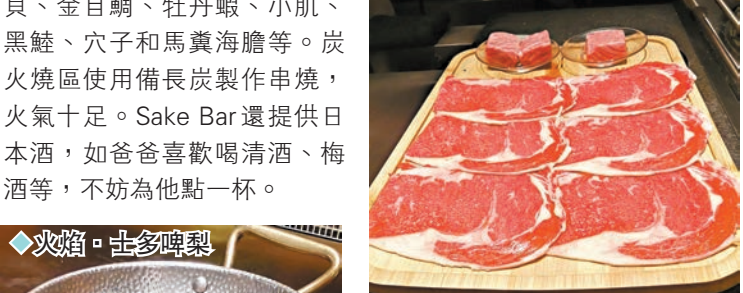 貝、金目鯛、牡丹蝦、小肌、
黑鯥、穴子和馬糞海膽等。炭
火燒區使用備長炭製作串燒，
火氣十足。Sake Bar還提供日
本酒，如爸爸喜歡喝清酒、梅
酒等，不妨為他點一杯。
◆火焰·士多啤梨